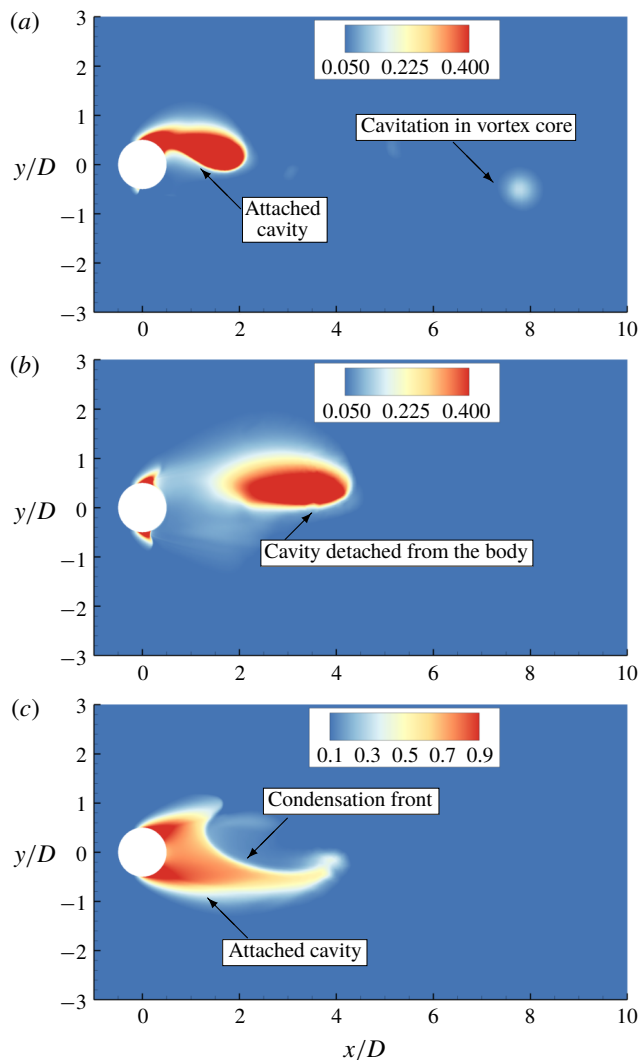 (a)
3
2
1
0
−1
−2
−3
y/D
0.050 0.225 0.400
Cavitation in vortex core
Attached
cavity
0 2 4 6 8 10
(b)
3
2
1
0
−1
−2
−3
y/D
0.050 0.225 0.400
Cavity detached from the body
0 2 4 6 8 10
(c)
3
2
1
0
−1
−2
−3
y/D
0.1 0.3 0.5 0.7 0.9
Condensation front
Attached cavity
0 2 4 6 8 10
x/D